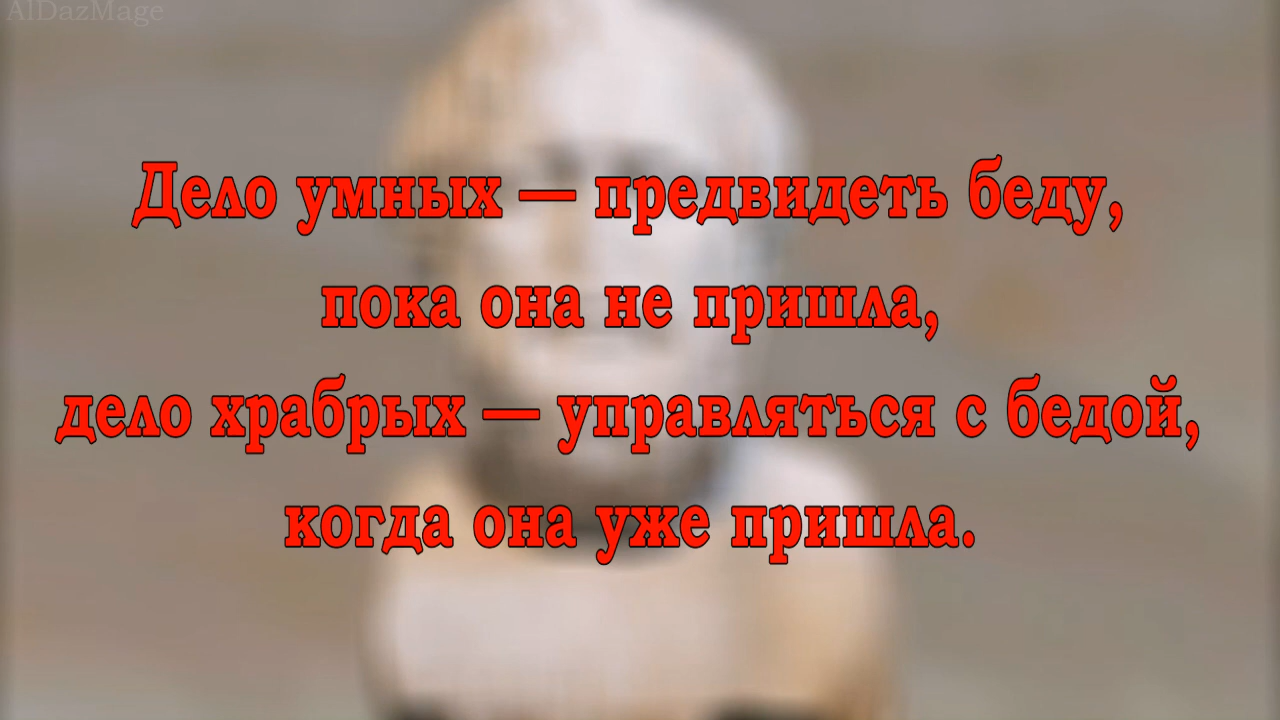 AlDazMage
Дело умных — предвидеть беду,
пока она не пришла,
дело храбрых — управляться с бедой,
когда она уже пришла.